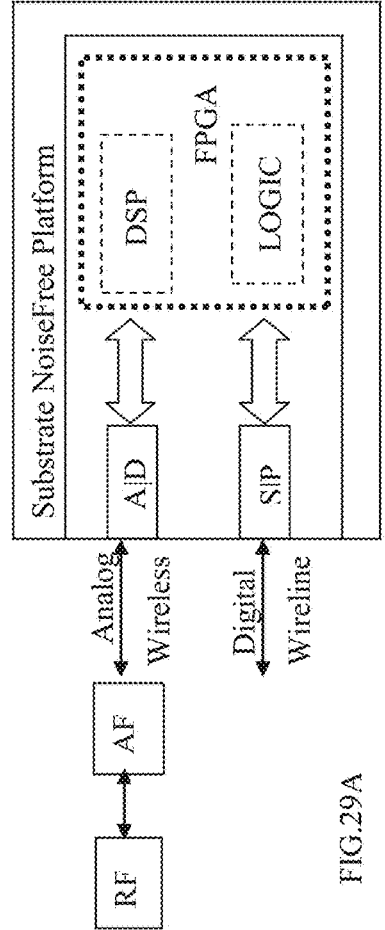 Substrate NoiseFree Platform
RF
AF
Analog
Wireless
A|D
DSP
FPGA
Digital
Wireline
S|P
LOGIC
FIG.29A